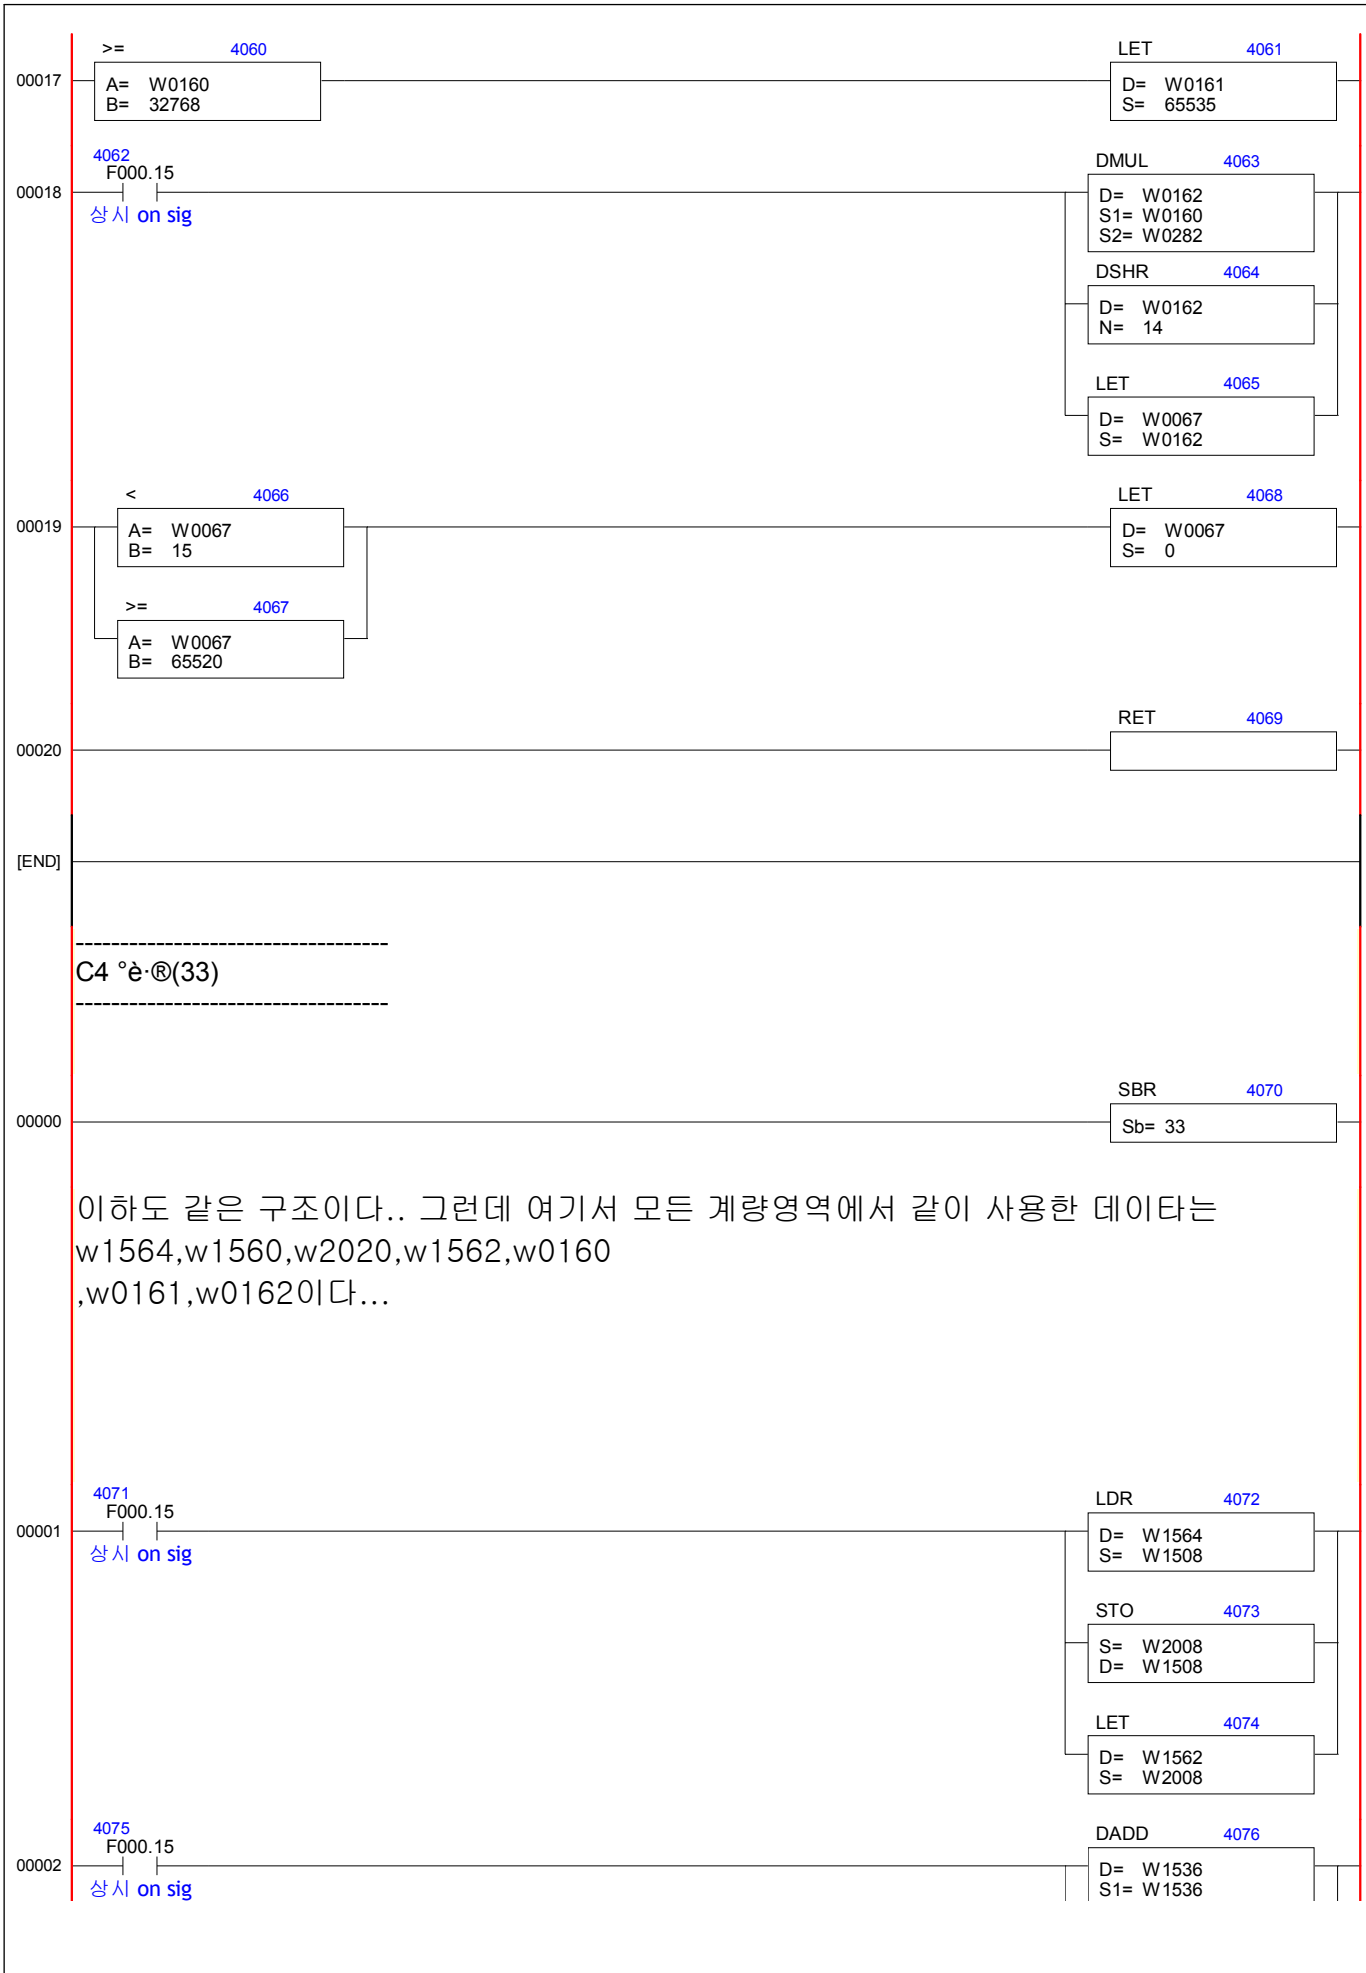 >= 4060
00017
A= W0160
B= 32768
LET 4061
D= W0161
S= 65535
4062
F000.15
00018
상시 on sig
DMUL 4063
D= W0162
S1= W0160
S2= W0282
DSHR 4064
D= W0162
N= 14
LET 4065
D= W0067
S= W0162
< 4066
00019
A= W0067
B= 15
LET 4068
D= W0067
S= 0
>= 4067
A= W0067
B= 65520
RET 4069
00020
[END]
-----------------------------------
C4 °è·®(33)
-----------------------------------
SBR 4070
00000
Sb= 33
이하도 같은 구조이다.. 그런데 여기서 모든 계량영역에서 같이 사용한 데이타는
w1564,w1560,w2020,w1562,w0160
,w0161,w0162이다...
4071
F000.15
00001
상시 on sig
LDR 4072
D= W1564
S= W1508
STO 4073
S= W2008
D= W1508
LET 4074
D= W1562
S= W2008
4075
F000.15
00002
상시 on sig
DADD 4076
D= W1536
S1= W1536